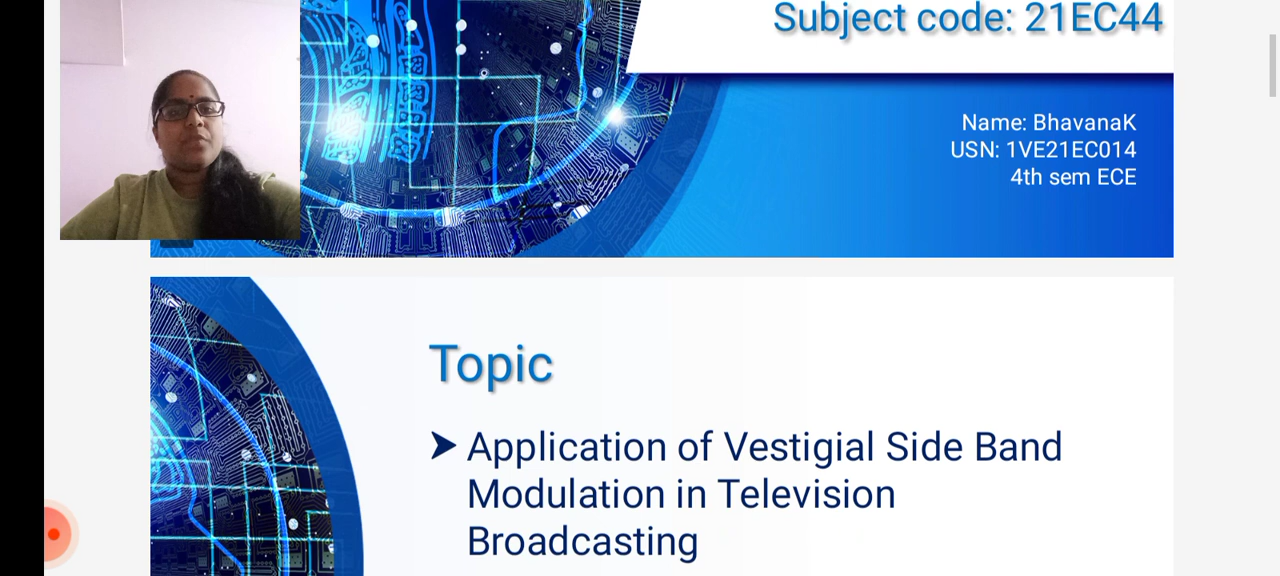 Subject code: 21EC44
Name: BhavanaK
USN: 1VE21EC014
4th sem ECE
Topic
➤ Application of Vestigial Side Band
Modulation in Television
Broadcasting